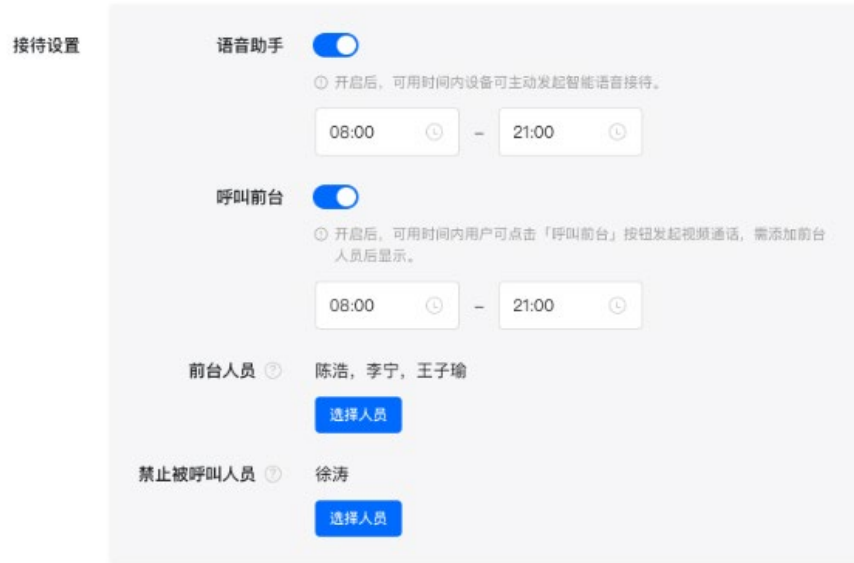 接待设置
语音助手
开启后，可用时间内设备可主动发起智能语音接待。
08:00 – 21:00
呼叫前台
开启后，可用时间内用户可点击「呼叫前台」按钮发起视频通话，需添加前台
人员后显示。
08:00 – 21:00
前台人员 陈浩，李宁，王子瑜
选择人员
禁止被呼叫人员 徐涛
选择人员